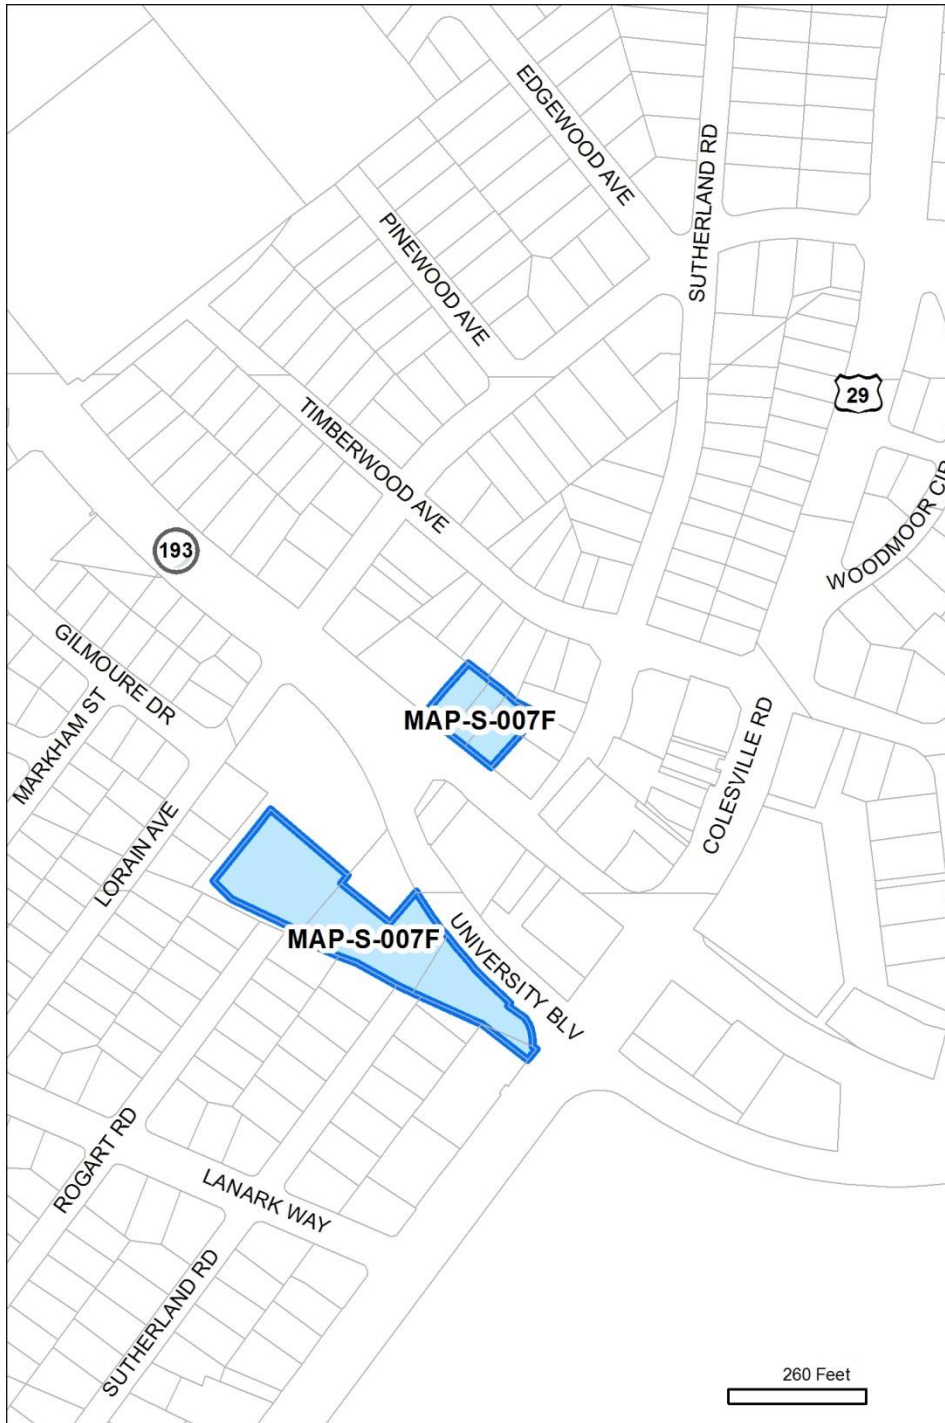 EDGEWOOD AVE
SUTHERLAND RD
PINEWOOD AVE
29
TIMBERWOOD AVE
WOODMOOR CIR
193
GILMOURE DR
MARKHAM ST
MAP-S-007F
COLESVILLE RD
LORAIN AVE
MAP-S-007F
UNIVERSITY BLV
ROGART RD
LANARK WAY
SUTHERLAND RD
260 Feet